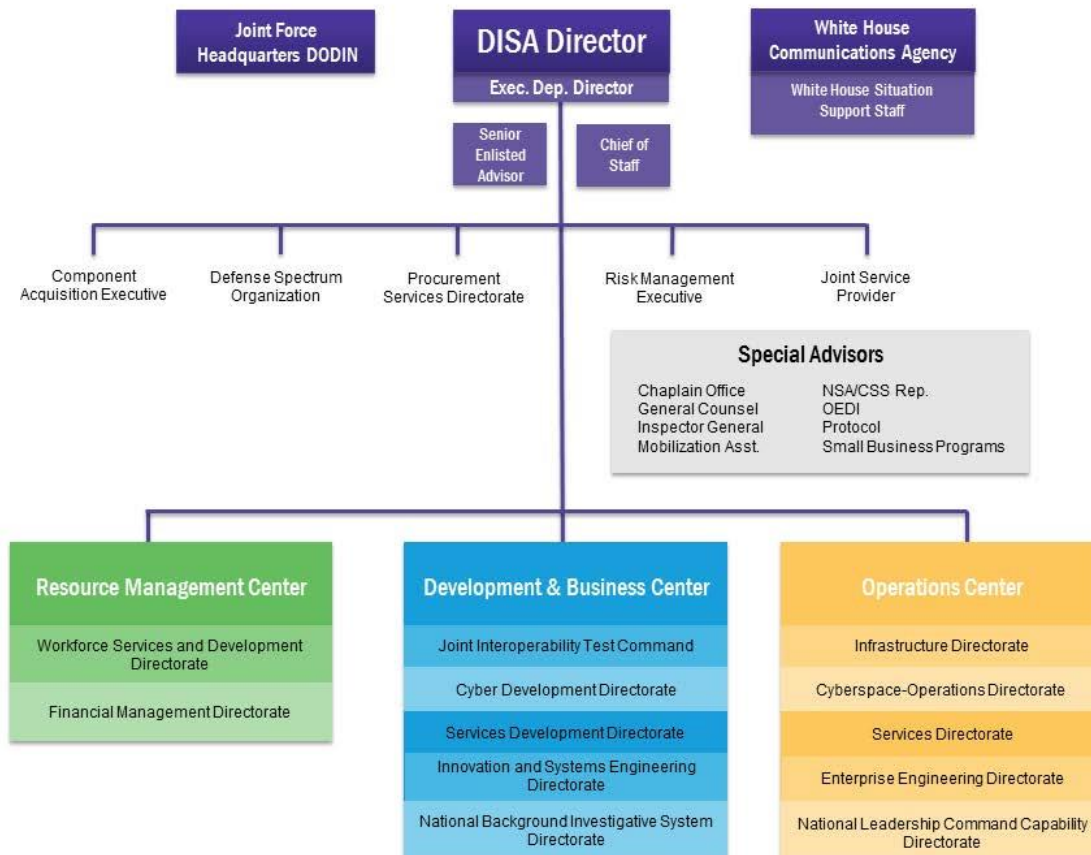 Joint Force
Headquarters DODIN
DISA Director
Exec. Dep. Director
White House
Communications Agency
White House Situation
Support Staff
Senior
Enlisted
Advisor
Chief of
Staff
Component
Acquisition Executive
Defense Spectrum
Organization
Procurement
Services Directorate
Risk Management
Executive
Joint Service
Provider
Special Advisors
Chaplain Office
General Counsel
Inspector General
Mobilization Asst.
NSA/CSS Rep.
OEDI
Protocol
Small Business Programs
Resource Management Center
Workforce Services and Development
Directorate
Financial Management Directorate
Development & Business Center
Joint Interoperability Test Command
Cyber Development Directorate
Services Development Directorate
Innovation and Systems Engineering
Directorate
National Background Investigative System
Directorate
Operations Center
Infrastructure Directorate
Cyberspace-Operations Directorate
Services Directorate
Enterprise Engineering Directorate
National Leadership Command Capability
Directorate